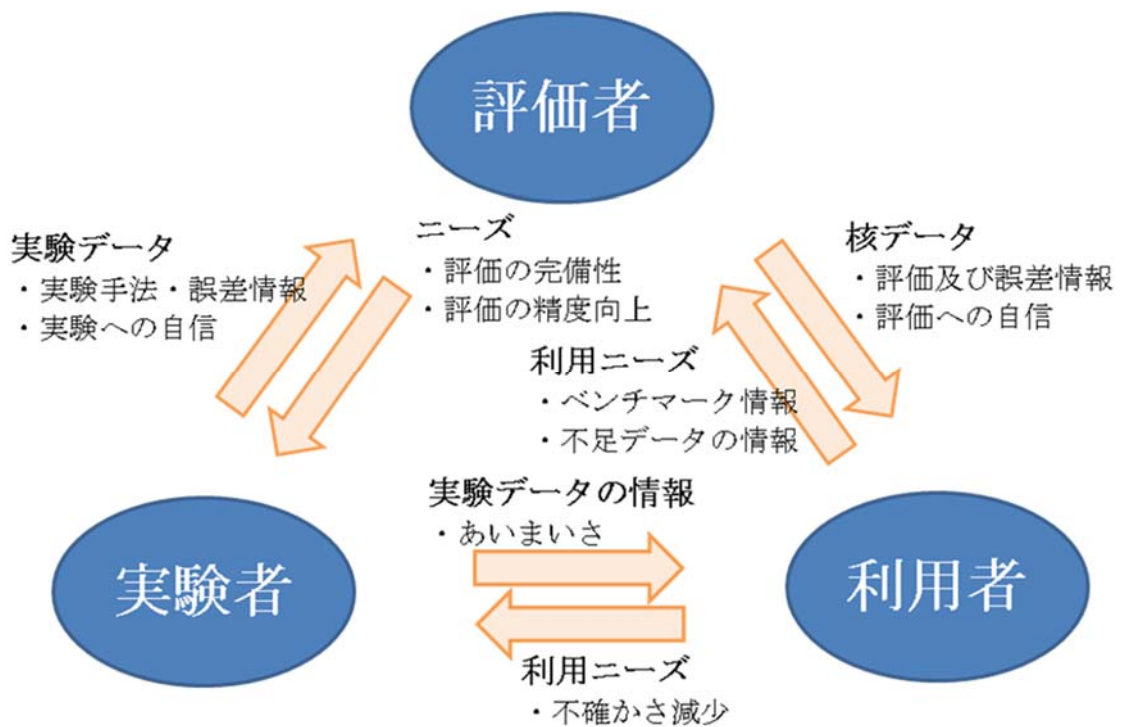 評価者
実験データ
・実験手法・誤差情報
・実験への自信
ニーズ
・評価の完備性
・評価の精度向上
核データ
・評価及び誤差情報
・評価への自信
利用ニーズ
・ベンチマーク情報
・不足データの情報
実験データの情報
・あいまいさ
実験者
利用者
利用ニーズ
・不確かさ減少